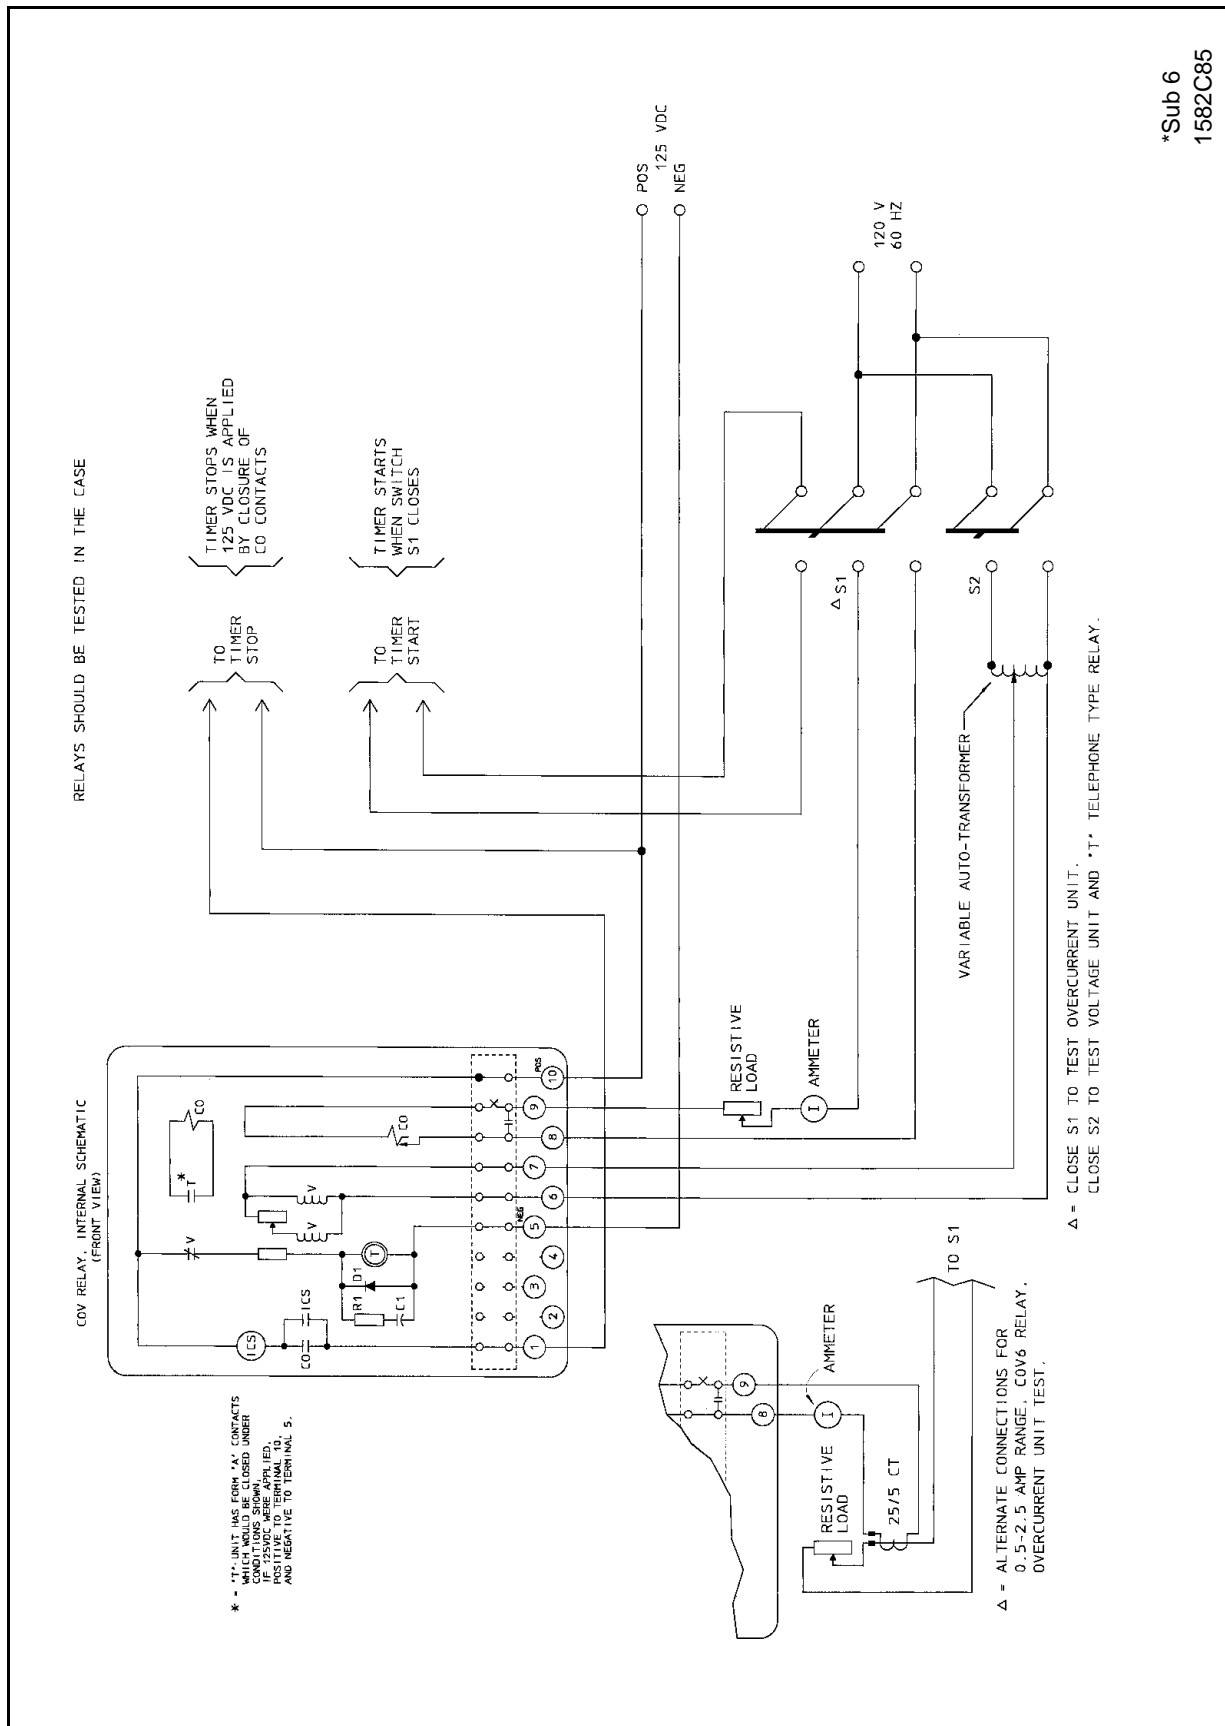 *Sub 6
1582C85
RELAYS SHOULD BE TESTED IN THE CASE
COV RELAY, INTERNAL SCHEMATIC
(FRONT VIEW)
* - "T" UNIT HAS FORM "A" CONTACTS
WHICH WOULD BE CLOSED UNDER
CONDITIONS SHOWN,
IF 125VDC WERE APPLIED,
POSITIVE TO TERMINAL 10,
AND NEGATIVE TO TERMINAL 5.
ICS
CO
ICS
V
R1
D1
C1
T
V
V
* T
CO
CO
NEG
POS
1
2
3
4
5
6
7
8
9
10
TO
TIMER
STOP
TIMER STOPS WHEN
125 VDC IS APPLIED
BY CLOSURE OF
CO CONTACTS
TO
TIMER
START
TIMER STARTS
WHEN SWITCH
S1 CLOSES
POS
125 VDC
NEG
RESISTIVE
LOAD
I
AMMETER
Δ S1
S2
120 V
60 HZ
VARIABLE AUTO-TRANSFORMER
Δ = CLOSE S1 TO TEST OVERCURRENT UNIT.
CLOSE S2 TO TEST VOLTAGE UNIT AND "T" TELEPHONE TYPE RELAY.
8
9
I
AMMETER
RESISTIVE
LOAD
25/5 CT
TO S1
Δ = ALTERNATE CONNECTIONS FOR
0.5-2.5 AMP RANGE, COV6 RELAY.
OVERCURRENT UNIT TEST.